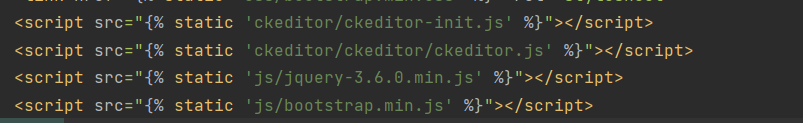 <script src="{% static 'ckeditor/ckeditor-init.js' %}"></script>
<script src="{% static 'ckeditor/ckeditor/ckeditor.js' %}"></script>
<script src="{% static 'js/jquery-3.6.0.min.js' %}"></script>
<script src="{% static 'js/bootstrap.min.js' %}"></script>